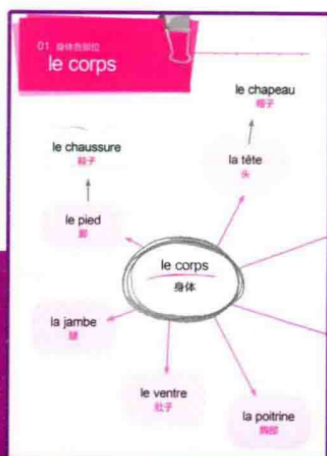 01 身体各部位
le corps
le chapeau
帽子
le chaussure
鞋子
la tête
头
le pied
脚
le corps
身体
la jambe
腿
le ventre
肚子
la poitrine
胸部